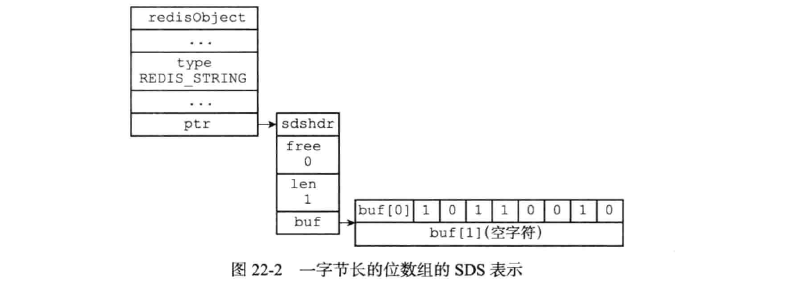 redisObject
...
type
REDIS_STRING
...
ptr
sdshdr
free
0
len
1
buf
buf[0] 1 0 1 1 0 0 1 0
buf[1](空字符)
图 22-2 一字节长的位数组的 SDS 表示